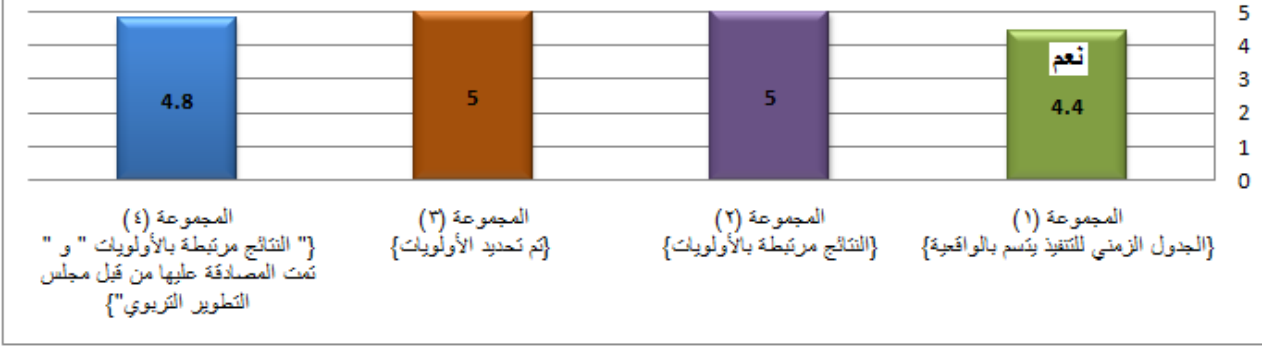 5
4
3
2
1
0
نعم
4.4
5
5
4.8
المجموعة (١)
{الجدول الزمني للتنفيذ يتسم بالواقعية}
المجموعة (٢)
{النتائج مرتبطة بالأولويات}
المجموعة (٣)
{تم تحديد الأولويات}
المجموعة (٤)
{" النتائج مرتبطة بالأولويات " و "
تمت المصادقة عليها من قبل مجلس
التطوير التربوي"}